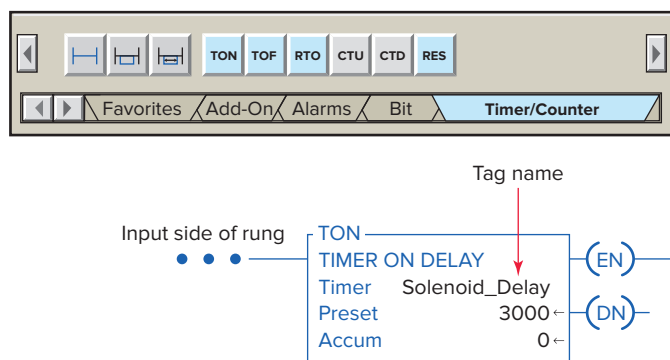 TON TOF RTO CTU CTD RES
Favorites Add-On Alarms Bit Timer/Counter
Tag name
Input side of rung
TON
TIMER ON DELAY
Timer Solenoid_Delay
Preset 3000
Accum 0
EN
DN